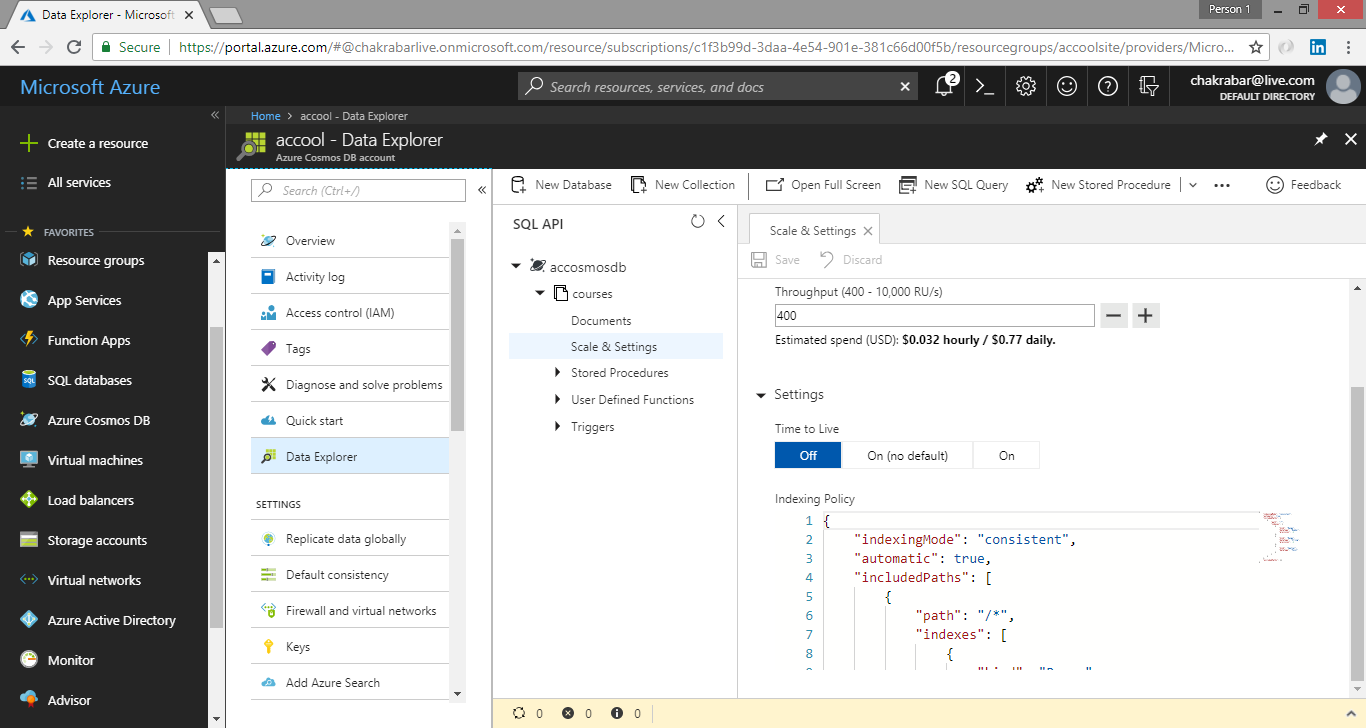 Data Explorer - Microsoft
Person 1
Secure
https://portal.azure.com/#@chakrabarlive.onmicrosoft.com/resource/subscriptions/c1f3b99d-3daa-4e54-901e-381c66d00f5b/resourcegroups/accoolsite/providers/Micro...
Microsoft Azure
Search resources, services, and docs
2
chakrabar@live.com
DEFAULT DIRECTORY
Create a resource
All services
FAVORITES
Resource groups
App Services
Function Apps
SQL databases
Azure Cosmos DB
Virtual machines
Load balancers
Storage accounts
Virtual networks
Azure Active Directory
Monitor
Advisor
Home > accool - Data Explorer
accool - Data Explorer
Azure Cosmos DB account
Search (Ctrl+/)
Overview
Activity log
Access control (IAM)
Tags
Diagnose and solve problems
Quick start
Data Explorer
SETTINGS
Replicate data globally
Default consistency
Firewall and virtual networks
Keys
Add Azure Search
New Database
New Collection
Open Full Screen
New SQL Query
New Stored Procedure
Feedback
SQL API
accosmosdb
courses
Documents
Scale & Settings
Stored Procedures
User Defined Functions
Triggers
Scale & Settings
Save
Discard
Throughput (400 - 10,000 RU/s)
400
Estimated spend (USD): $0.032 hourly / $0.77 daily.
Settings
Time to Live
Off On (no default) On
Indexing Policy
1 {
2 "indexingMode": "consistent",
3 "automatic": true,
4 "includedPaths": [
5 {
6 "path": "/*",
7 "indexes": [
8 {
0 0 0